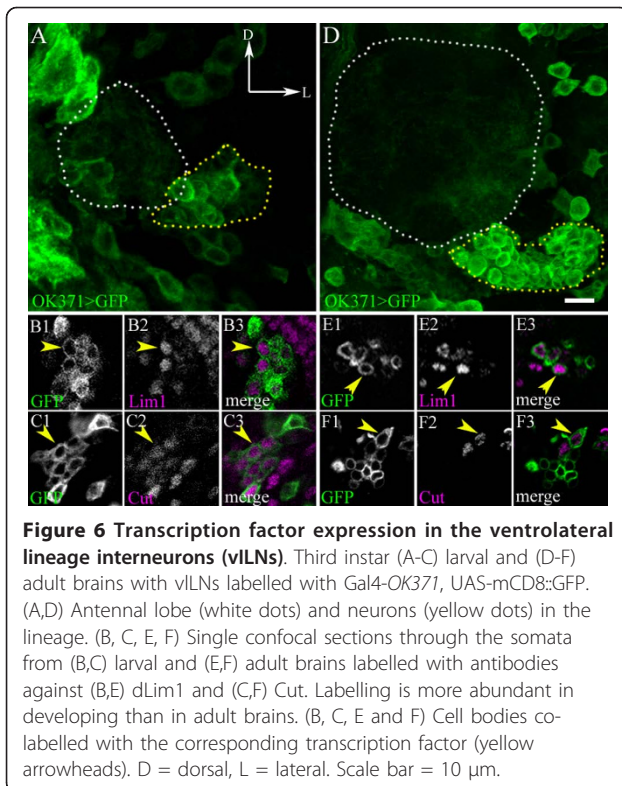 A
D
L
OK371>GFP
D
OK371>GFP
B1
GFP
B2
Lim1
B3
merge
E1
GFP
E2
Lim1
E3
merge
C1
GFP
C2
Cut
C3
merge
F1
GFP
F2
Cut
F3
merge
Figure 6 Transcription factor expression in the ventrolateral
lineage interneurons (vlLNs). Third instar (A-C) larval and (D-F)
adult brains with vlLNs labelled with Gal4-OK371, UAS-mCD8::GFP.
(A,D) Antennal lobe (white dots) and neurons (yellow dots) in the
lineage. (B, C, E, F) Single confocal sections through the somata
from (B,C) larval and (E,F) adult brains labelled with antibodies
against (B,E) dLim1 and (C,F) Cut. Labelling is more abundant in
developing than in adult brains. (B, C, E and F) Cell bodies co-
labelled with the corresponding transcription factor (yellow
arrowheads). D = dorsal, L = lateral. Scale bar = 10 μm.